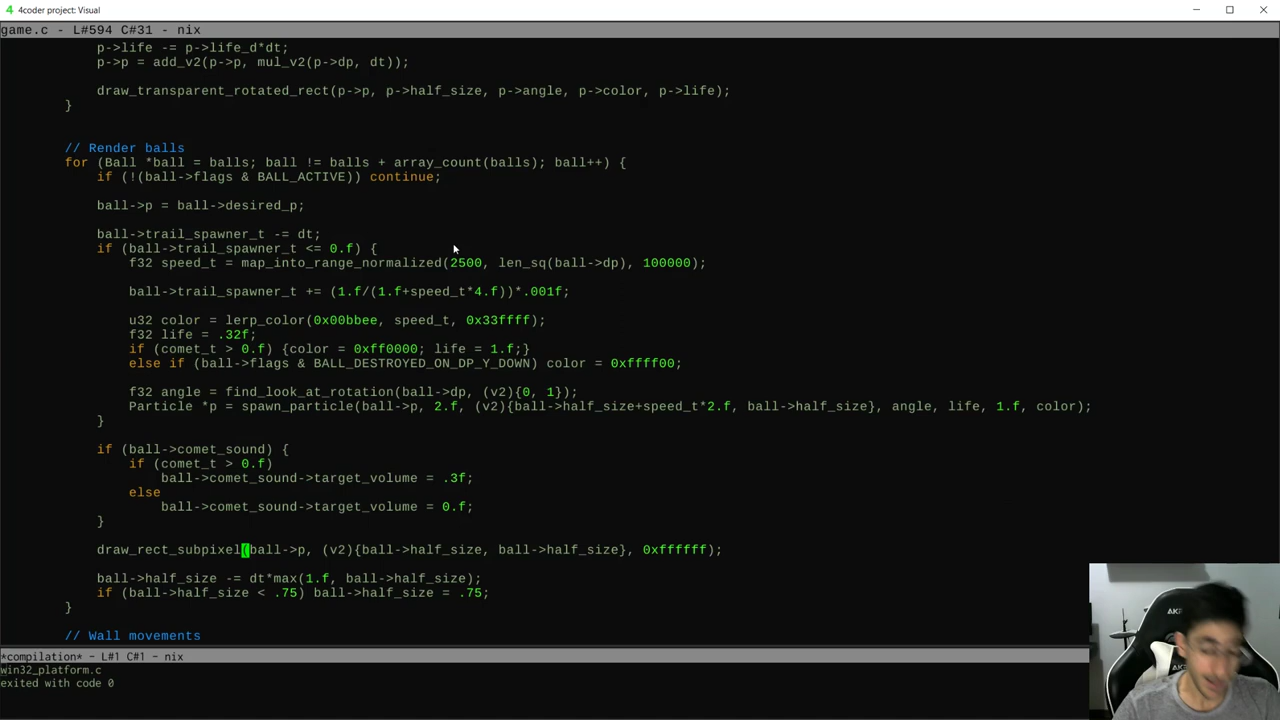 4coder project: Visual
game.c - L#594 C#31 - nix
p->life -= p->life_d*dt;
p->p = add_v2(p->p, mul_v2(p->dp, dt));
draw_transparent_rotated_rect(p->p, p->half_size, p->angle, p->color, p->life);
}
// Render balls
for (Ball *ball = balls; ball != balls + array_count(balls); ball++) {
if (!(ball->flags & BALL_ACTIVE)) continue;
ball->p = ball->desired_p;
ball->trail_spawner_t -= dt;
if (ball->trail_spawner_t <= 0.f) {
f32 speed_t = map_into_range_normalized(2500, len_sq(ball->dp), 100000);
ball->trail_spawner_t += (1.f/(1.f+speed_t*4.f))*.001f;
u32 color = lerp_color(0x00bbee, speed_t, 0x33ffff);
f32 life = .32f;
if (comet_t > 0.f) {color = 0xff0000; life = 1.f;}
else if (ball->flags & BALL_DESTROYED_ON_DP_Y_DOWN) color = 0xffff00;
f32 angle = find_look_at_rotation(ball->dp, (v2){0, 1});
Particle *p = spawn_particle(ball->p, 2.f, (v2){ball->half_size+speed_t*2.f, ball->half_size}, angle, life, 1.f, color);
}
if (ball->comet_sound) {
if (comet_t > 0.f)
ball->comet_sound->target_volume = .3f;
else
ball->comet_sound->target_volume = 0.f;
}
draw_rect_subpixel(ball->p, (v2){ball->half_size, ball->half_size}, 0xffffff);
ball->half_size -= dt*max(1.f, ball->half_size);
if (ball->half_size < .75) ball->half_size = .75;
}
// Wall movements
*compilation* - L#1 C#1 - nix
win32_platform.c
exited with code 0